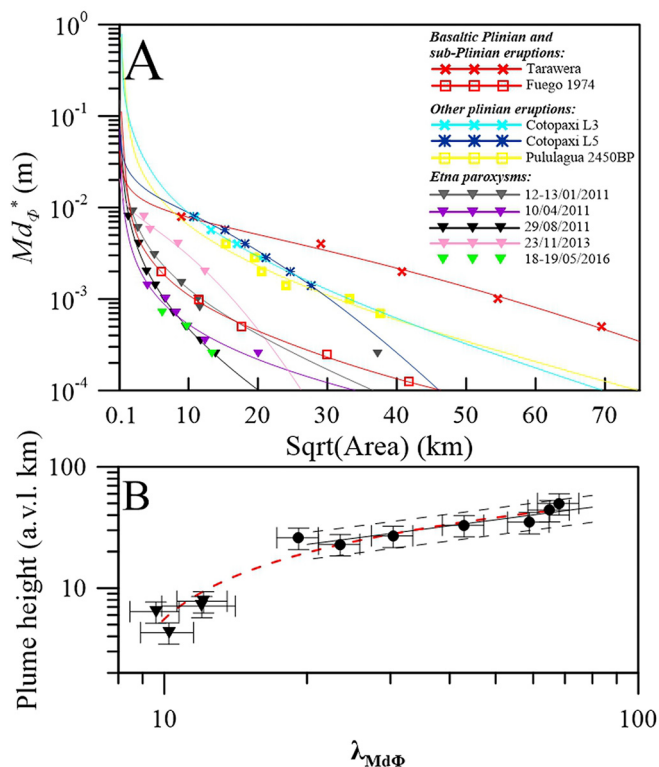 A
10^0
10^-1
10^-2
10^-3
10^-4
Md_Φ^* (m)
Basaltic Plinian and
sub-Plinian eruptions:
Tarawera
Fuego 1974
Other plinian eruptions:
Cotopaxi L3
Cotopaxi L5
Pululagua 2450BP
Etna paroxysms:
12-13/01/2011
10/04/2011
29/08/2011
23/11/2013
18-19/05/2016
0.1 10 20 30 40 50 60 70
Sqrt(Area) (km)
B
100
10
Plume height (a.v.l. km)
10 100
λ_MdΦ